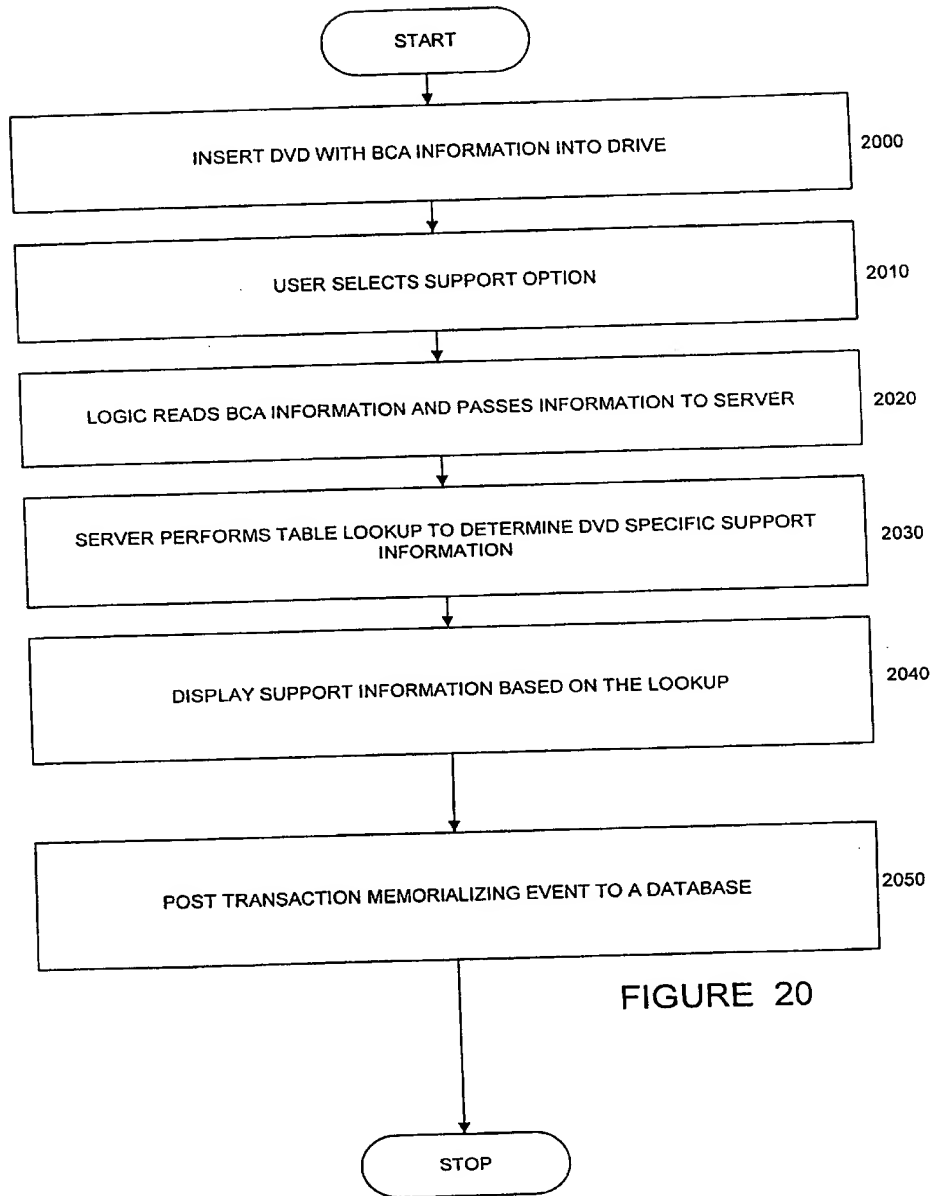 START
INSERT DVD WITH BCA INFORMATION INTO DRIVE
2000
USER SELECTS SUPPORT OPTION
2010
LOGIC READS BCA INFORMATION AND PASSES INFORMATION TO SERVER
2020
SERVER PERFORMS TABLE LOOKUP TO DETERMINE DVD SPECIFIC SUPPORT
INFORMATION
2030
DISPLAY SUPPORT INFORMATION BASED ON THE LOOKUP
2040
POST TRANSACTION MEMORIALIZING EVENT TO A DATABASE
2050
FIGURE 20
STOP